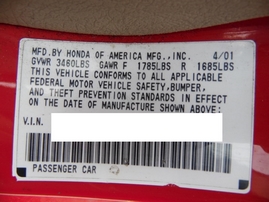 MFD.BY HONDA OF AMERICA MFG.,INC. 4/01
GVWR 3460LBS GAWR F 1785LBS R 1685LBS
THIS VEHICLE CONFORMS TO ALL APPLICABLE
FEDERAL MOTOR VEHICLE SAFETY,BUMPER,
AND THEFT PREVENTION STANDARDS IN EFFECT
ON THE DATE OF MANUFACTURE SHOWN ABOVE.
V.I.N.
PASSENGER CAR